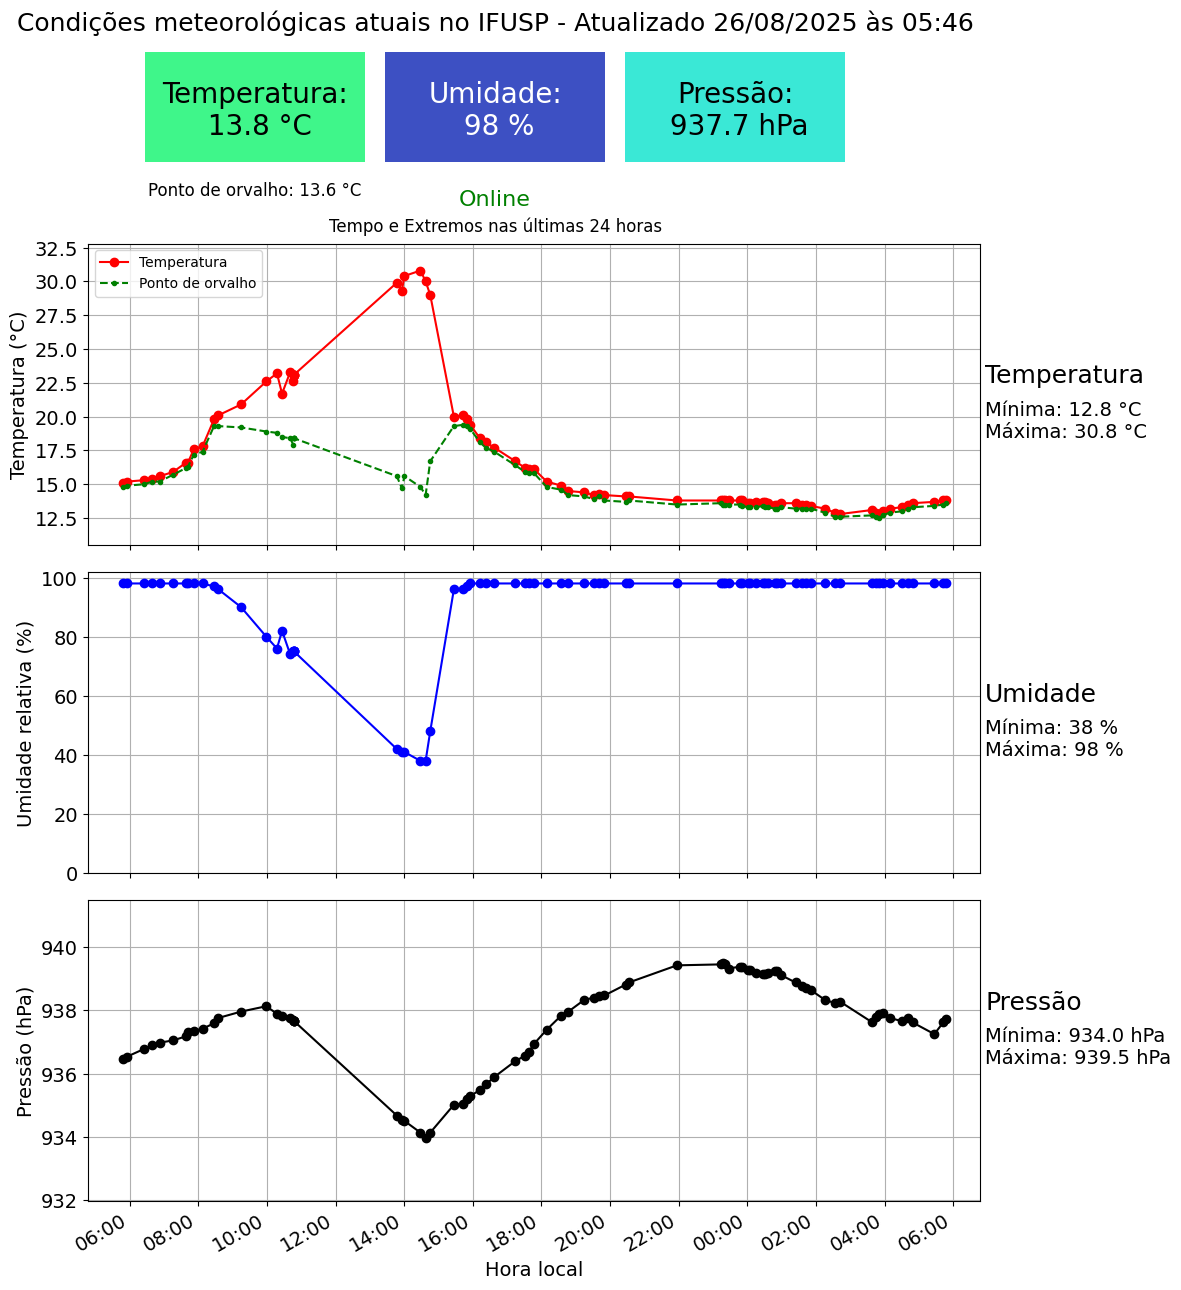 Condições meteorológicas atuais no IFUSP - Atualizado 26/08/2025 às 05:46
Temperatura:
13.8 °C
Umidade:
98 %
Pressão:
937.7 hPa
Ponto de orvalho: 13.6 °C
Online
Tempo e Extremos nas últimas 24 horas
Temperatura
Ponto de orvalho
Temperatura (°C)
32.5
30.0
27.5
25.0
22.5
20.0
17.5
15.0
12.5
Temperatura
Mínima: 12.8 °C
Máxima: 30.8 °C
Umidade relativa (%)
100
80
60
40
20
0
Umidade
Mínima: 38 %
Máxima: 98 %
Pressão (hPa)
940
938
936
934
932
Pressão
Mínima: 934.0 hPa
Máxima: 939.5 hPa
06:00
08:00
10:00
12:00
14:00
16:00
18:00
20:00
22:00
00:00
02:00
04:00
06:00
Hora local